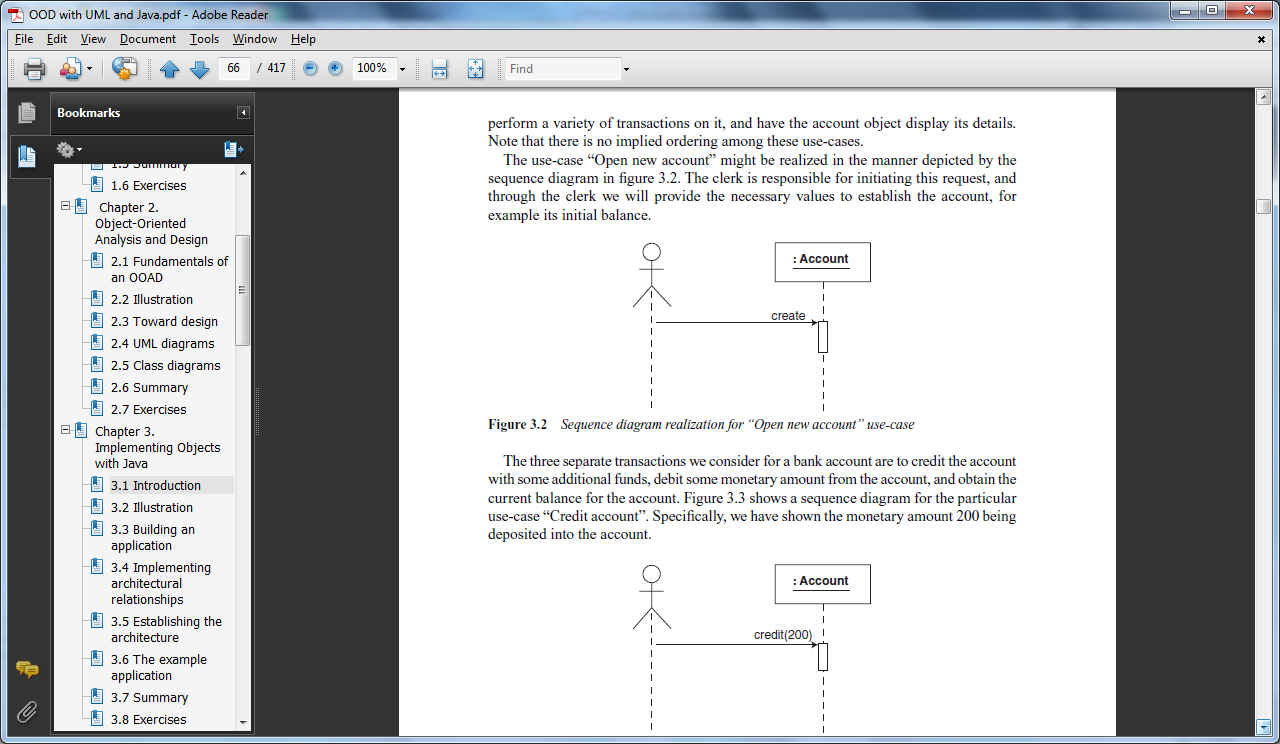 OOD with UML and Java.pdf - Adobe Reader
File Edit View Document Tools Window Help
66 / 417 100% Find
Bookmarks
1.5 Summary
1.6 Exercises
Chapter 2.
Object-Oriented
Analysis and Design
2.1 Fundamentals of
an OOAD
2.2 Illustration
2.3 Toward design
2.4 UML diagrams
2.5 Class diagrams
2.6 Summary
2.7 Exercises
Chapter 3.
Implementing Objects
with Java
3.1 Introduction
3.2 Illustration
3.3 Building an
application
3.4 Implementing
architectural
relationships
3.5 Establishing the
architecture
3.6 The example
application
3.7 Summary
3.8 Exercises
perform a variety of transactions on it, and have the account object display its details.
Note that there is no implied ordering among these use-cases.
The use-case “Open new account” might be realized in the manner depicted by the
sequence diagram in figure 3.2. The clerk is responsible for initiating this request, and
through the clerk we will provide the necessary values to establish the account, for
example its initial balance.
: Account
create
Figure 3.2 Sequence diagram realization for “Open new account” use-case
The three separate transactions we consider for a bank account are to credit the account
with some additional funds, debit some monetary amount from the account, and obtain the
current balance for the account. Figure 3.3 shows a sequence diagram for the particular
use-case “Credit account”. Specifically, we have shown the monetary amount 200 being
deposited into the account.
: Account
credit(200)